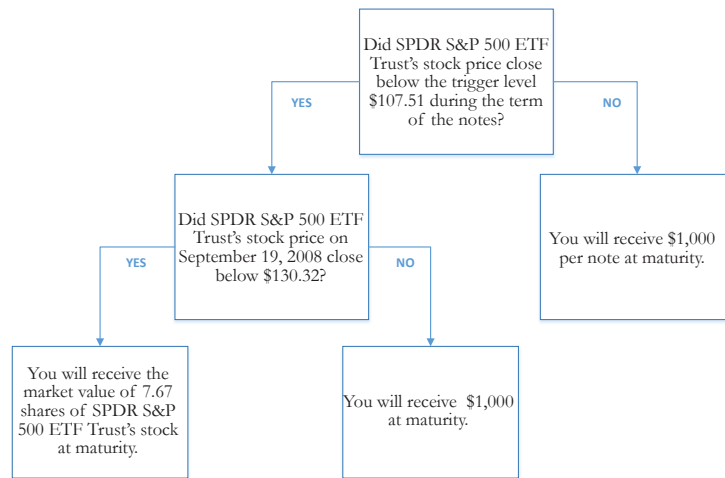 Did SPDR S&P 500 ETF
Trust's stock price close
below the trigger level
$107.51 during the term
of the notes?
YES
NO
Did SPDR S&P 500 ETF
Trust's stock price on
September 19, 2008 close
below $130.32?
You will receive $1,000
per note at maturity.
YES
NO
You will receive the
market value of 7.67
shares of SPDR S&P
500 ETF Trust's stock
at maturity.
You will receive $1,000
at maturity.